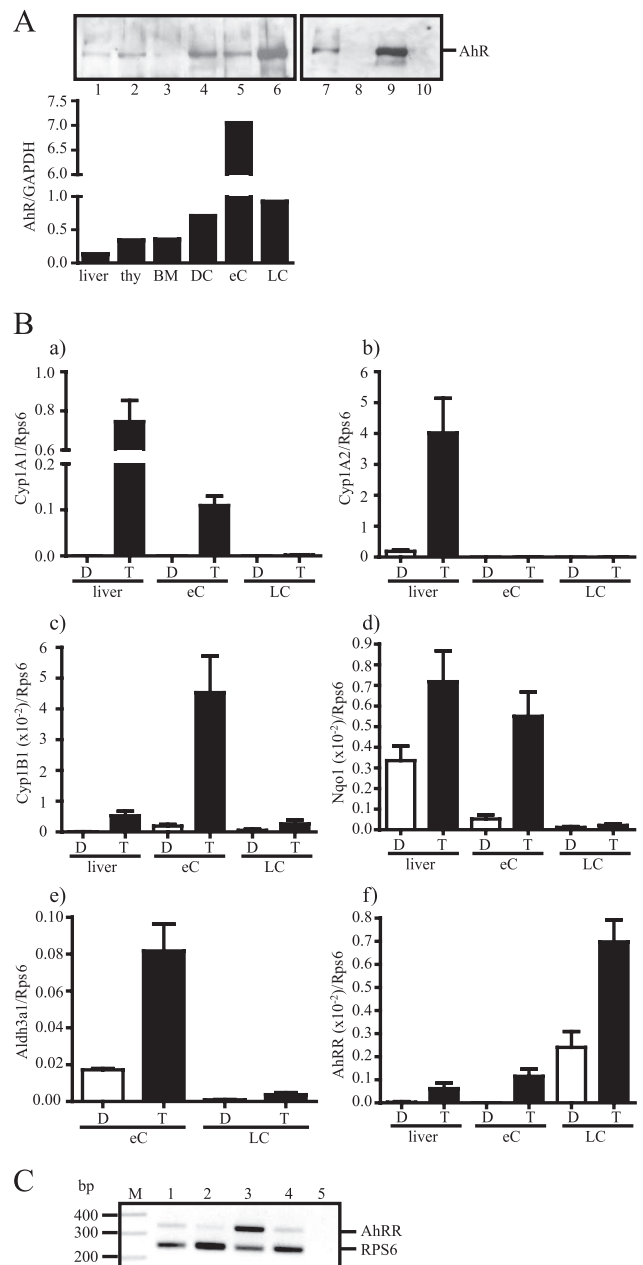 A
AhR
1 2 3 4 5 6 7 8 9 10
AhR/GAPDH
7.5
7.0
6.5
6.0
1.0
0.5
0.0
liver thy BM DC eC LC
B
a)
Cyp1A1/Rps6
1.0
0.8
0.6
0.2
0.1
0.0
D T D T D T
liver eC LC
b)
Cyp1A2/Rps6
6
5
4
3
2
1
0
D T D T D T
liver eC LC
c)
Cyp1B1 (x10-2)/Rps6
6
5
4
3
2
1
0
D T D T D T
liver eC LC
d)
Nqo1 (x10-2)/Rps6
0.9
0.8
0.7
0.6
0.5
0.4
0.3
0.2
0.1
0.0
D T D T D T
liver eC LC
e)
Aldh3a1/Rps6
0.10
0.08
0.06
0.04
0.02
0.00
D T D T
eC LC
f)
AhRR (x10-2)/Rps6
0.8
0.7
0.6
0.5
0.4
0.3
0.2
0.1
0.0
D T D T D T
liver eC LC
C
bp M 1 2 3 4 5
400
300
200
AhRR
RPS6